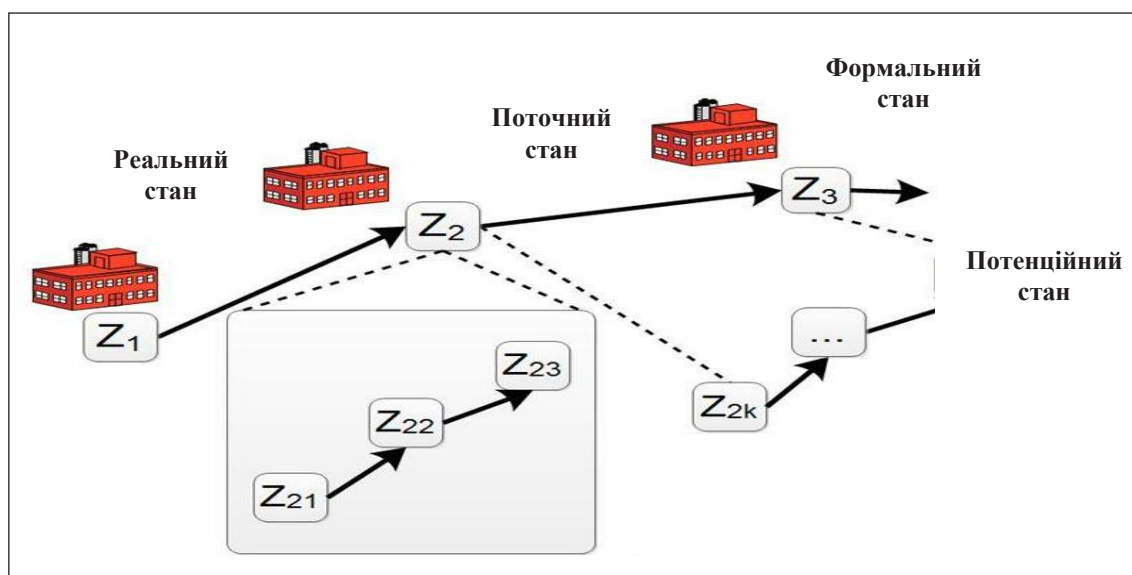 Формальний
стан
Поточний
стан
Реальний
стан
Z₃
Z₂
Потенційний
стан
Z₁
...
Z₂₃
Z₂ₖ
Z₂₂
Z₂₁